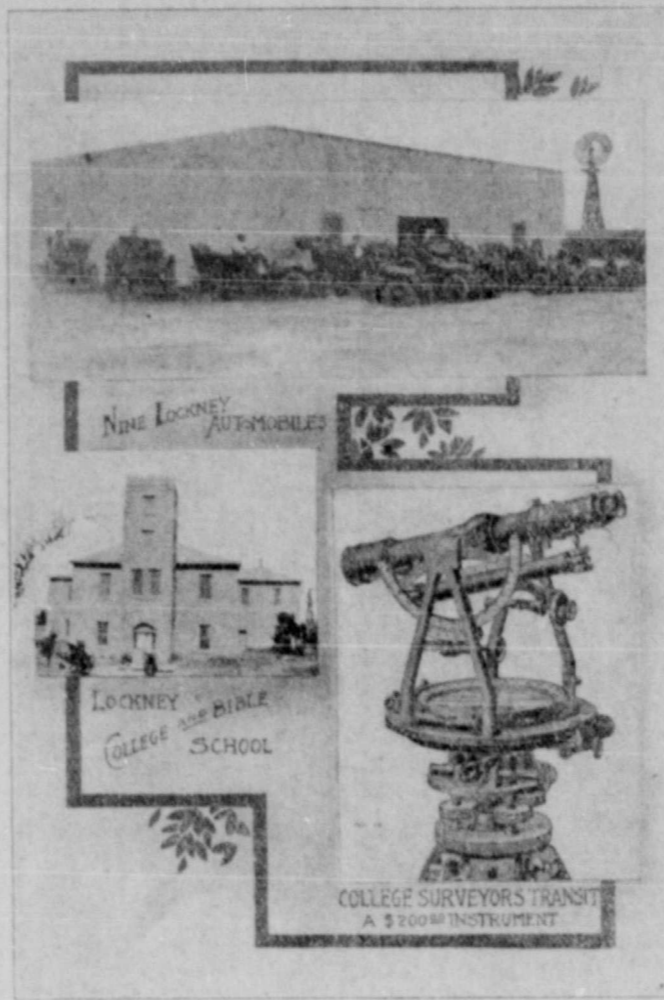 NINE LOCKNEY
AUTOMOBILES
LOCKNEY
COLLEGE AND BIBLE
SCHOOL
COLLEGE SURVEYORS TRANSIT
A $200.00 INSTRUMENT